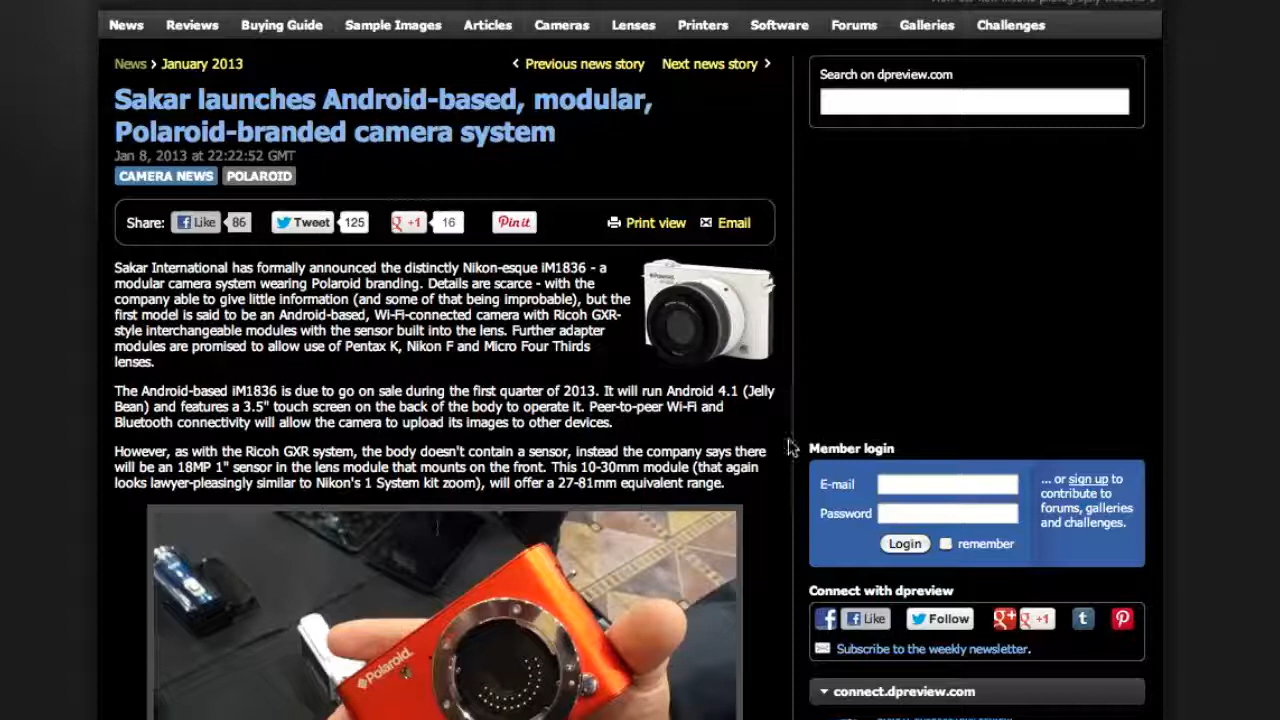 News Reviews Buying Guide Sample Images Articles Cameras Lenses Printers Software Forums Galleries Challenges
News > January 2013
< Previous news story Next news story >
Sakar launches Android-based, modular,
Polaroid-branded camera system
Jan 8, 2013 at 22:22:52 GMT
CAMERA NEWS POLAROID
Share: Like 86 Tweet 125 +1 16 Pin it Print view Email
Sakar International has formally announced the distinctly Nikon-esque iM1836 - a
modular camera system wearing Polaroid branding. Details are scarce - with the
company able to give little information (and some of that being improbable), but the
first model is said to be an Android-based, Wi-Fi-connected camera with Ricoh GXR-
style interchangeable modules with the sensor built into the lens. Further adapter
modules are promised to allow use of Pentax K, Nikon F and Micro Four Thirds
lenses.
The Android-based iM1836 is due to go on sale during the first quarter of 2013. It will run Android 4.1 (Jelly
Bean) and features a 3.5" touch screen on the back of the body to operate it. Peer-to-peer Wi-Fi and
Bluetooth connectivity will allow the camera to upload its images to other devices.
However, as with the Ricoh GXR system, the body doesn't contain a sensor, instead the company says there
will be an 18MP 1" sensor in the lens module that mounts on the front. This 10-30mm module (that again
looks lawyer-pleasingly similar to Nikon's 1 System kit zoom), will offer a 27-81mm equivalent range.
Polaroid
Search on dpreview.com
Member login
E-mail
Password
Login remember
... or sign up to
contribute to
forums, galleries
and challenges.
Connect with dpreview
Like Follow +1
Subscribe to the weekly newsletter.
connect.dpreview.com